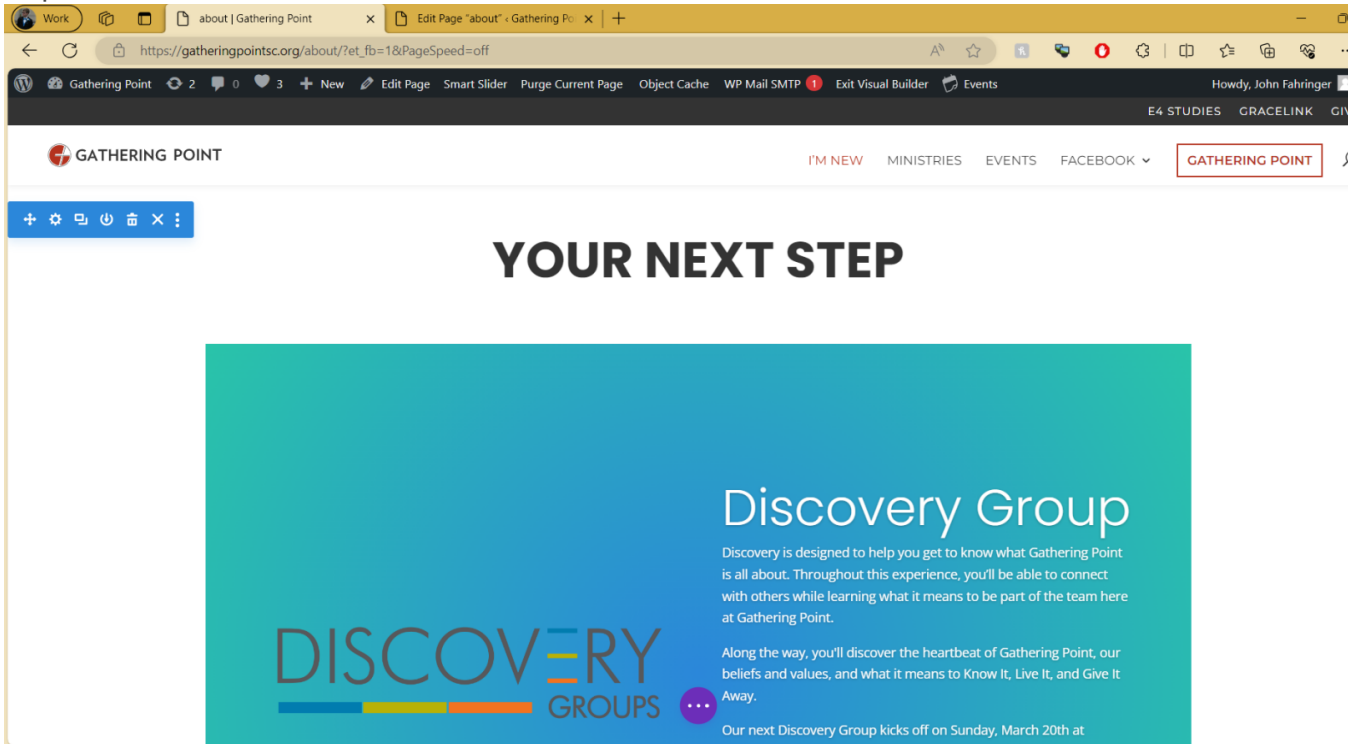 Work
about | Gathering Point
Edit Page "about" ‹ Gathering Po
https://gatheringpointsc.org/about/?et_fb=1&PageSpeed=off
Gathering Point 2 0 3 New Edit Page Smart Slider Purge Current Page Object Cache WP Mail SMTP 1 Exit Visual Builder Events Howdy, John Fahringer
E4 STUDIES GRACELINK GIV
GATHERING POINT
I'M NEW MINISTRIES EVENTS FACEBOOK GATHERING POINT
YOUR NEXT STEP
Discovery Group
Discovery is designed to help you get to know what Gathering Point
is all about. Throughout this experience, you'll be able to connect
with others while learning what it means to be part of the team here
at Gathering Point.
Along the way, you'll discover the heartbeat of Gathering Point, our
beliefs and values, and what it means to Know It, Live It, and Give It
Away.
Our next Discovery Group kicks off on Sunday, March 20th at
DISCOVERY
GROUPS